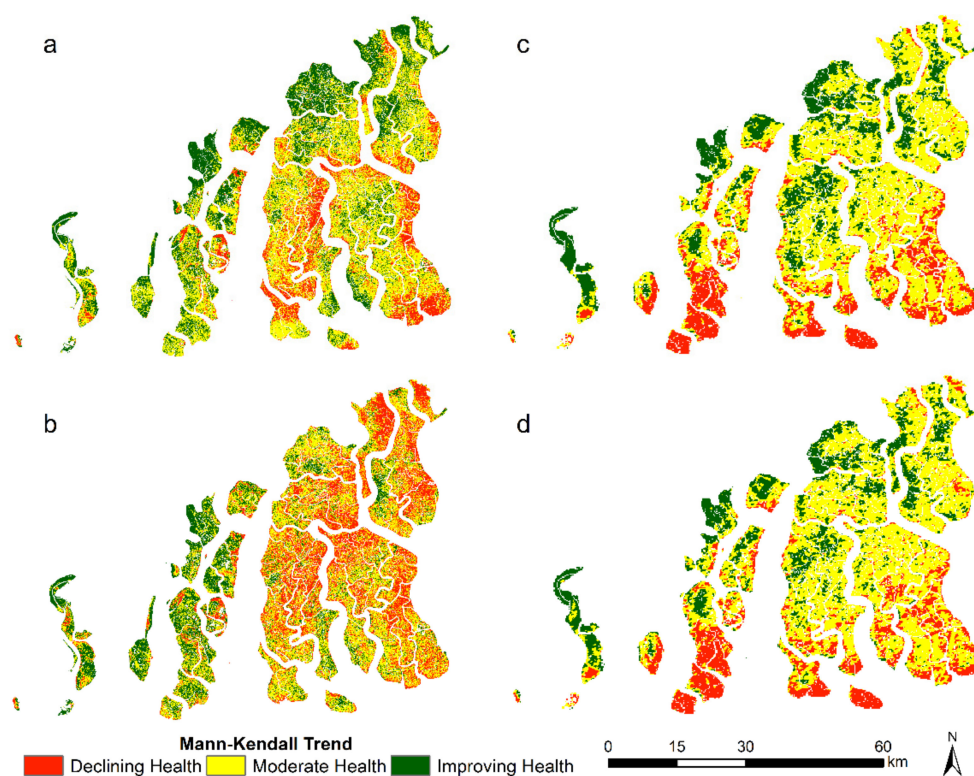 a
c
b
d
Mann-Kendall Trend
Declining Health Moderate Health Improving Health
0 15 30 60
km
N